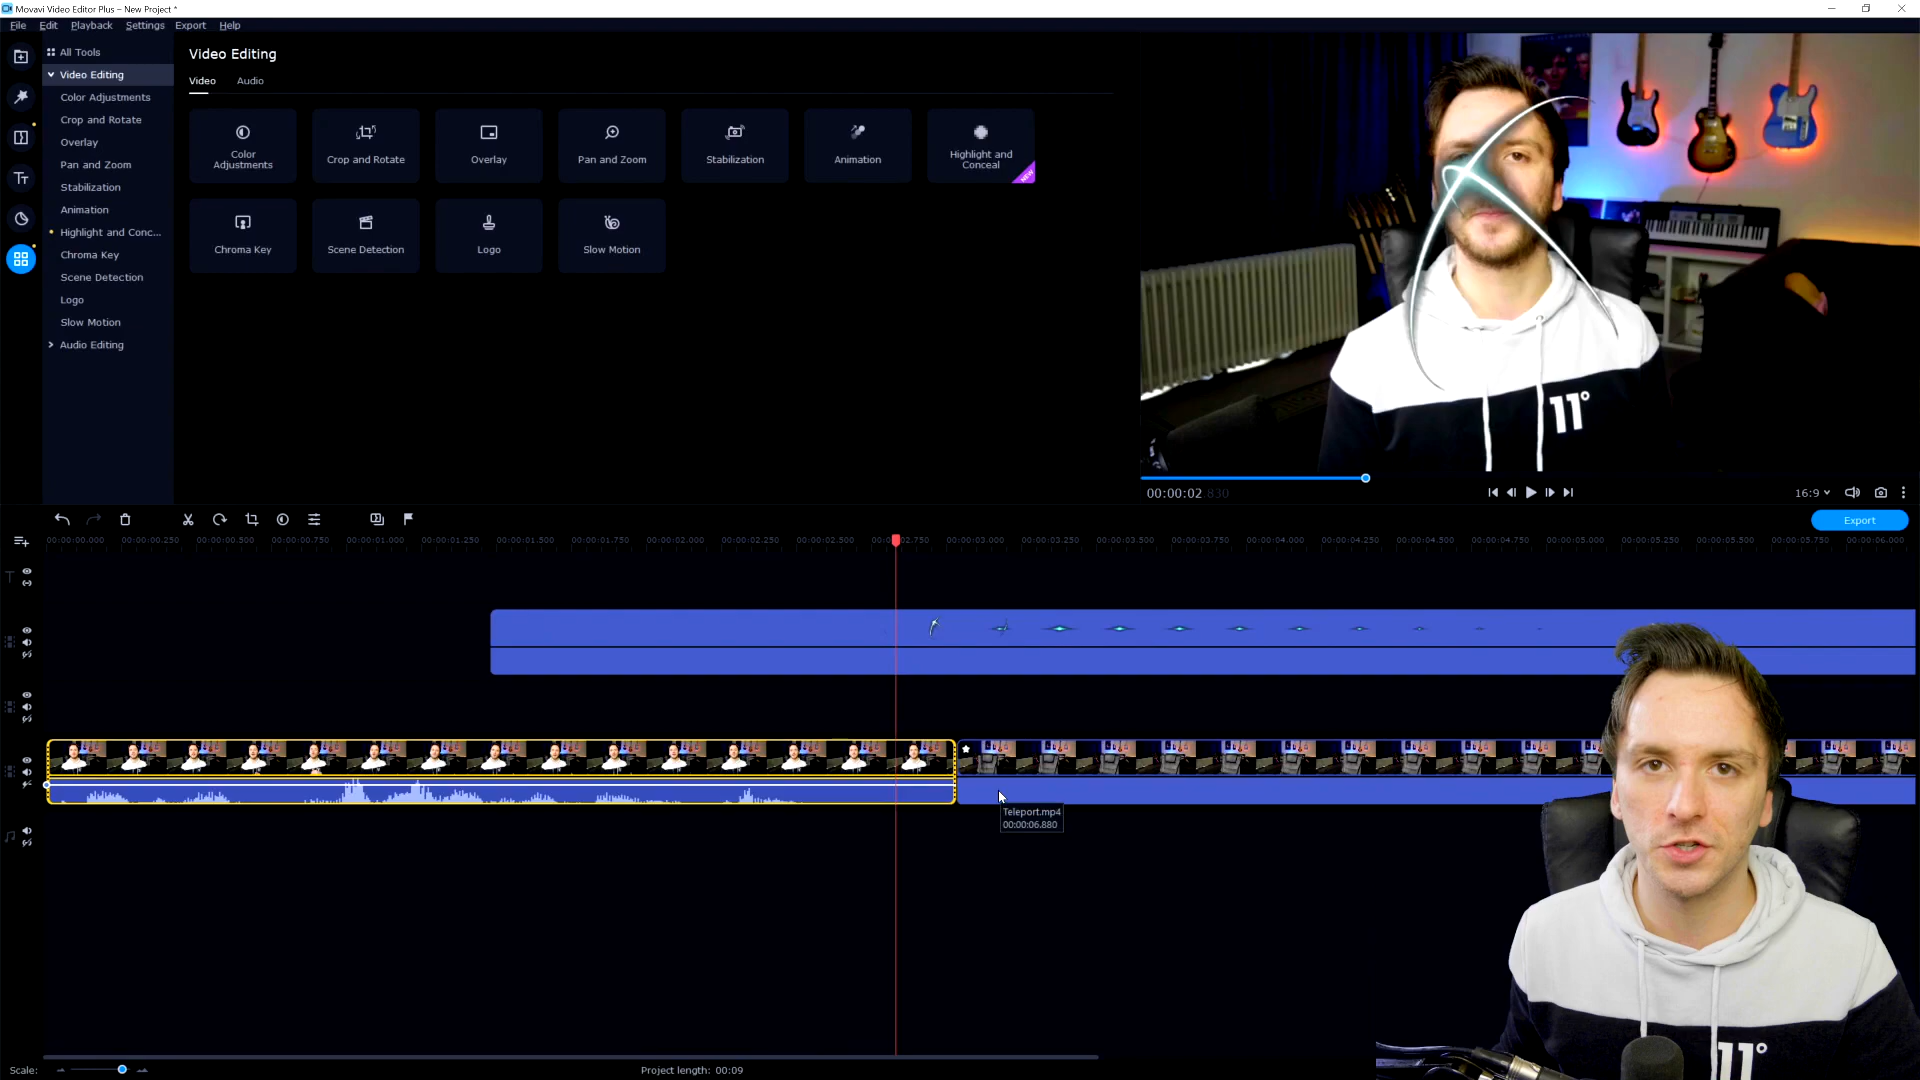 Movavi Video Editor Plus – New Project *
File Edit Playback Settings Export Help
All Tools
Video Editing
Color Adjustments
Crop and Rotate
Overlay
Pan and Zoom
Stabilization
Animation
Highlight and Conc...
Chroma Key
Scene Detection
Logo
Slow Motion
Audio Editing
Video Editing
Video Audio
Color Adjustments
Crop and Rotate
Overlay
Pan and Zoom
Stabilization
Animation
Highlight and Conceal
NEW
Chroma Key
Scene Detection
Logo
Slow Motion
11°
00:00:02.830
16:9
Export
00:00:00.000 00:00:00.250 00:00:00.500 00:00:00.750 00:00:01.000 00:00:01.250 00:00:01.500 00:00:01.750 00:00:02.000 00:00:02.250 00:00:02.500 00:00:02.750 00:00:03.000 00:00:03.250 00:00:03.500 00:00:03.750 00:00:04.000 00:00:04.250 00:00:04.500 00:00:04.750 00:00:05.000 00:00:05.250 00:00:05.500 00:00:05.750 00:00:06.000
Teleport.mp4
00:00:06.880
11°
Scale:
Project length: 00:09